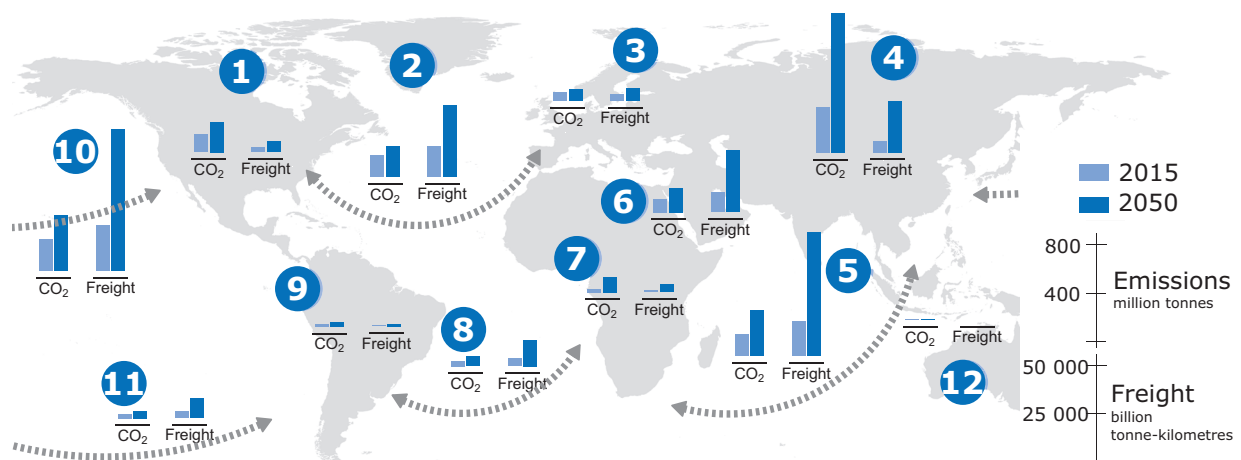 1
CO2
Freight
2
CO2
Freight
3
CO2
Freight
4
CO2
Freight
10
CO2
Freight
6
CO2
Freight
7
CO2
Freight
5
CO2
Freight
9
CO2
Freight
8
CO2
Freight
11
CO2
Freight
CO2
Freight
12
2015
2050
800
400
Emissions
million tonnes
50 000
25 000
Freight
billion
tonne-kilometres